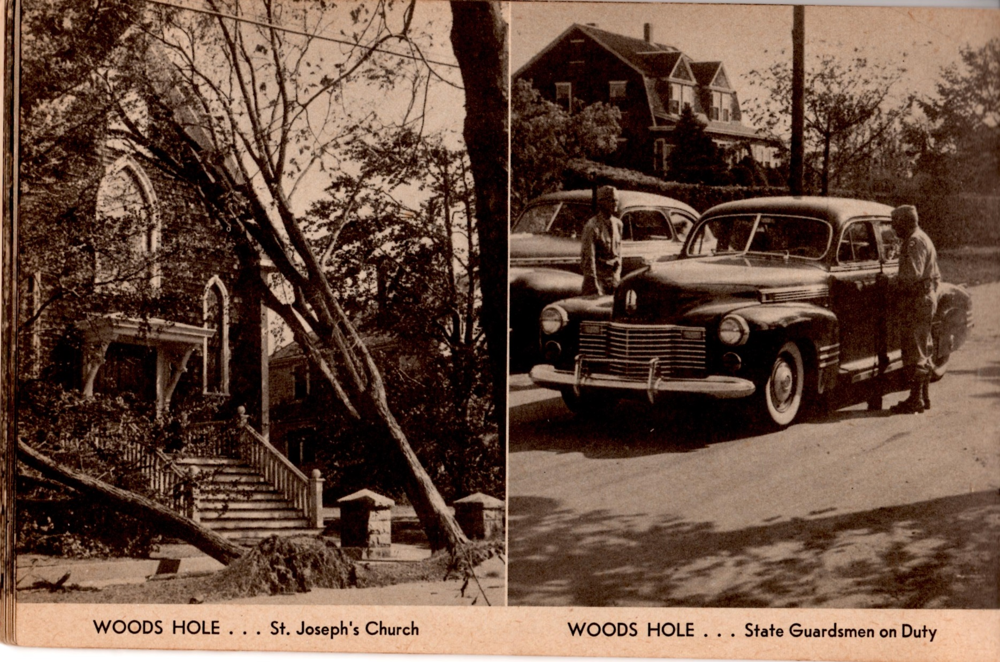 WOODS HOLE . . . St. Joseph's Church
WOODS HOLE . . . State Guardsmen on Duty